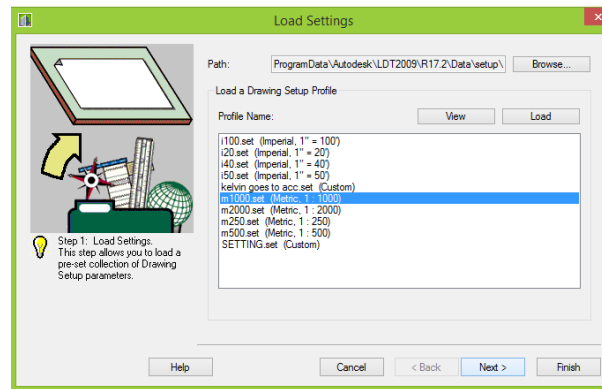 Load Settings
Path: ProgramData\Autodesk\LDT2009\R17.2\Data\setup\ Browse...
Load a Drawing Setup Profile
Profile Name: View Load
i100.set (Imperial, 1" = 100')
i20.set (Imperial, 1" = 20')
i40.set (Imperial, 1" = 40')
i50.set (Imperial, 1" = 50')
kelvin goes to acc.set (Custom)
m1000.set (Metric, 1 : 1000)
m2000.set (Metric, 1 : 2000)
m250.set (Metric, 1 : 250)
m500.set (Metric, 1 : 500)
SETTING.set (Custom)
Step 1: Load Settings.
This step allows you to load a
pre-set collection of Drawing
Setup parameters.
Help Cancel < Back Next > Finish